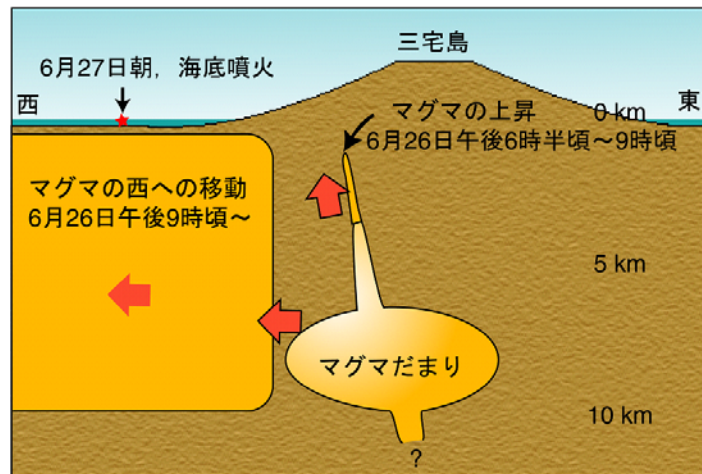 三宅島
6月27日朝，海底噴火
西
東
マグマの上昇
0 km
6月26日午後6時半頃～9時頃
マグマの西への移動
6月26日午後9時頃～
5 km
マグマだまり
10 km
?